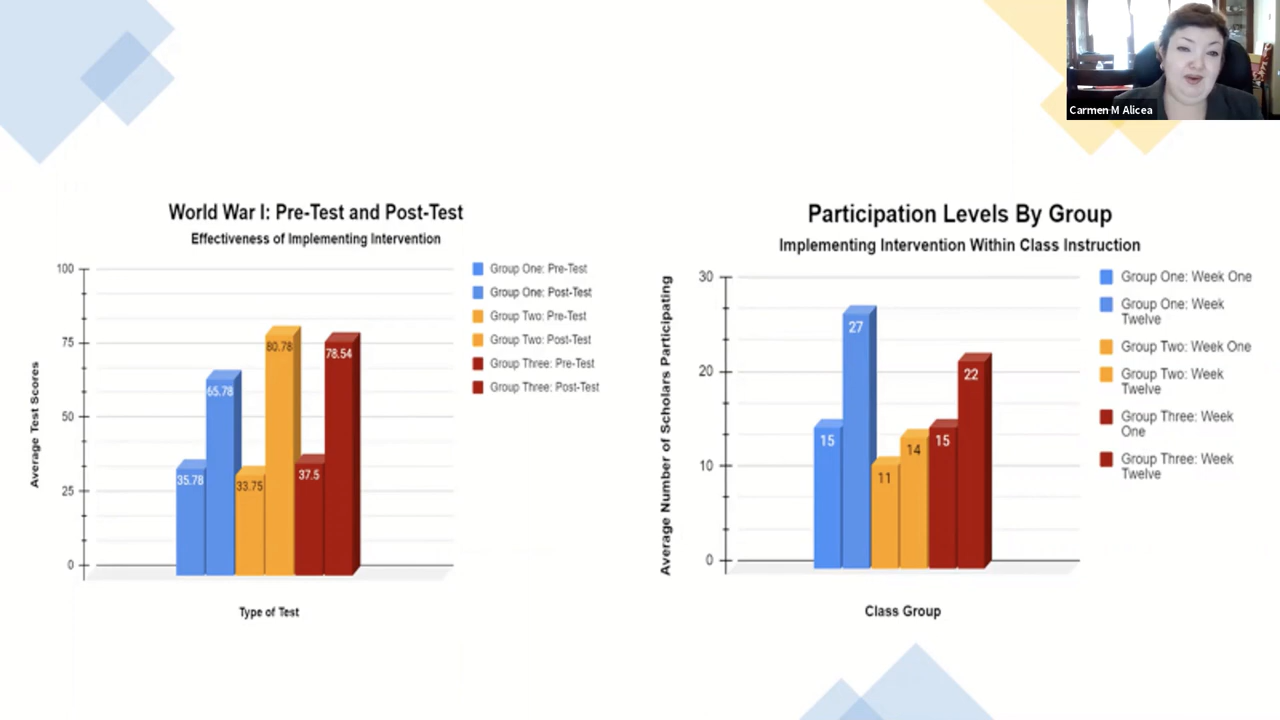 Carmen M Alicea
World War I: Pre-Test and Post-Test
Effectiveness of Implementing Intervention
100
75
50
25
0
Average Test Scores
35.78
65.78
33.75
80.78
37.5
78.54
Type of Test
Group One: Pre-Test
Group One: Post-Test
Group Two: Pre-Test
Group Two: Post-Test
Group Three: Pre-Test
Group Three: Post-Test
Participation Levels By Group
Implementing Intervention Within Class Instruction
30
20
10
0
Average Number of Scholars Participating
15
27
11
14
15
22
Class Group
Group One: Week One
Group One: Week
Twelve
Group Two: Week One
Group Two: Week
Twelve
Group Three: Week
One
Group Three: Week
Twelve